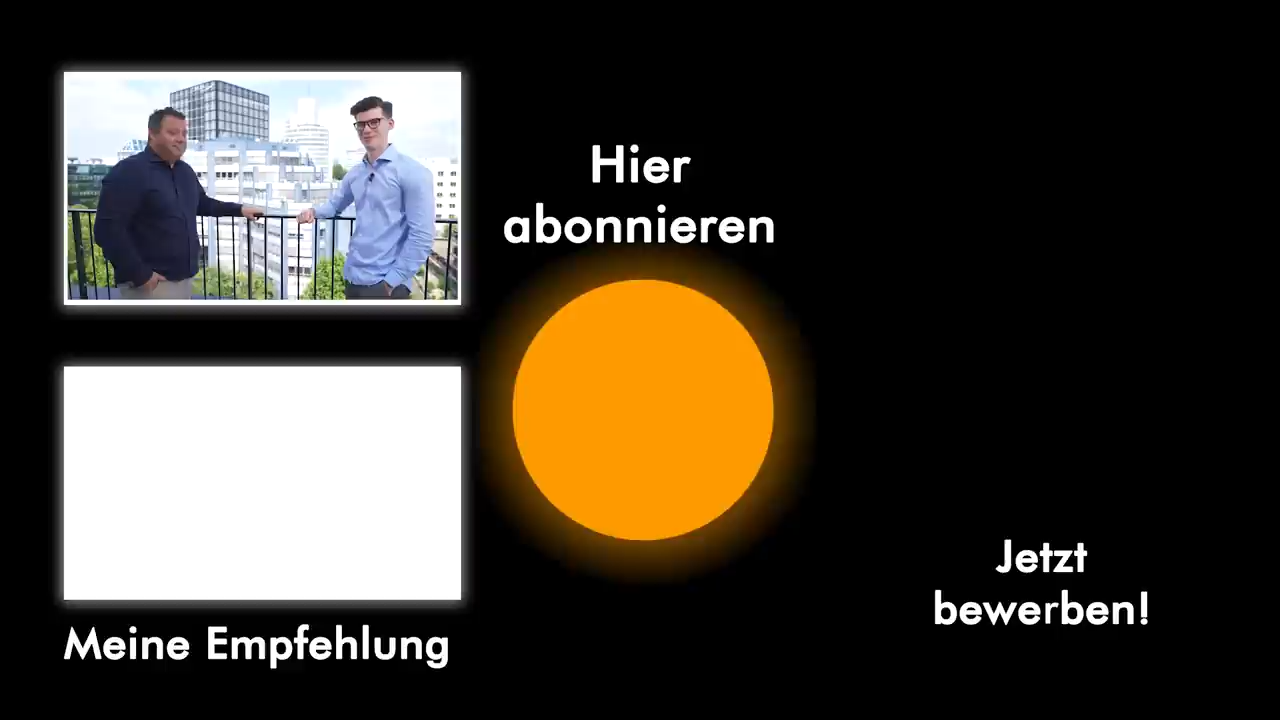 Hier
abonnieren
Meine Empfehlung
Jetzt
bewerben!